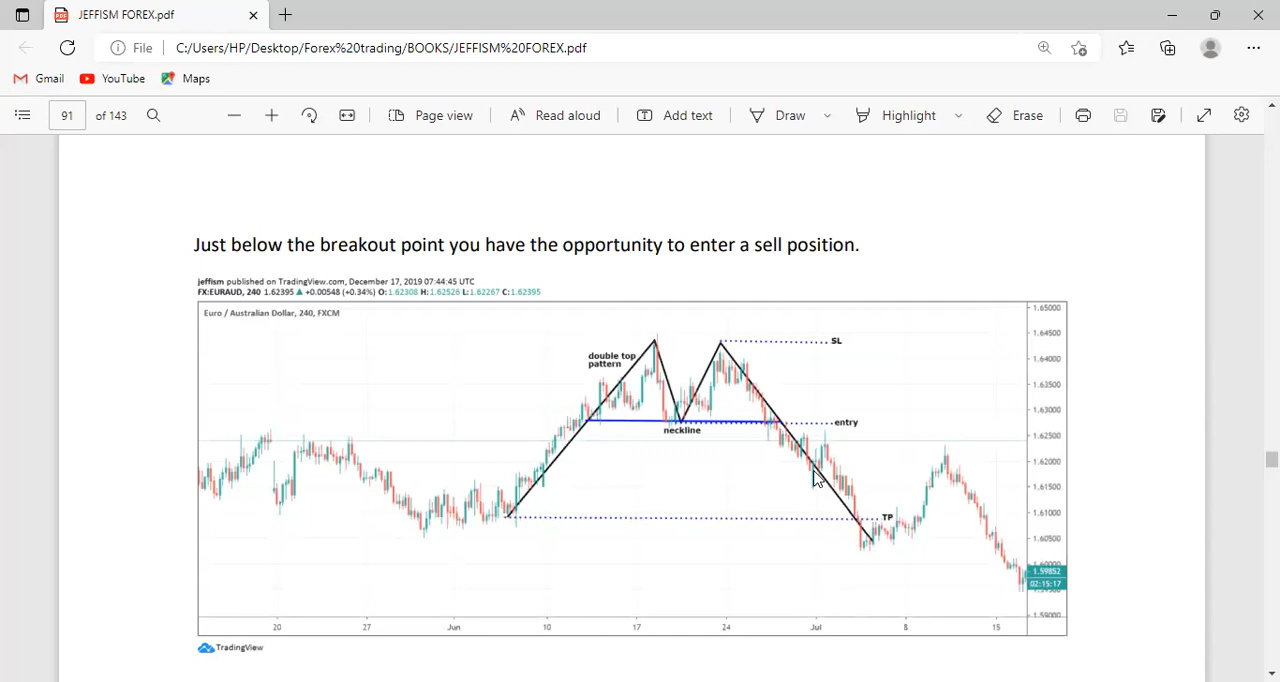 JEFFISM FOREX.pdf
File C:/Users/HP/Desktop/Forex%20trading/BOOKS/JEFFISM%20FOREX.pdf
Gmail YouTube Maps
91 of 143 Page view Read aloud Add text Draw Highlight Erase
Just below the breakout point you have the opportunity to enter a sell position.
jeffism published on TradingView.com, December 17, 2019 07:44:45 UTC
FX:EURAUD, 240 1.62395 ▲ +0.00548 (+0.34%) O:1.62308 H:1.62526 L:1.62267 C:1.62395
Euro / Australian Dollar, 240, FXCM
1.65000
1.64500
SL
double top
pattern
1.64000
1.63500
1.63000
entry
neckline
1.62500
1.62000
1.61500
1.61000
TP
1.60500
1.60000
1.59852
02:15:17
1.59000
20 27 Jun 10 17 24 Jul 8 15
TradingView